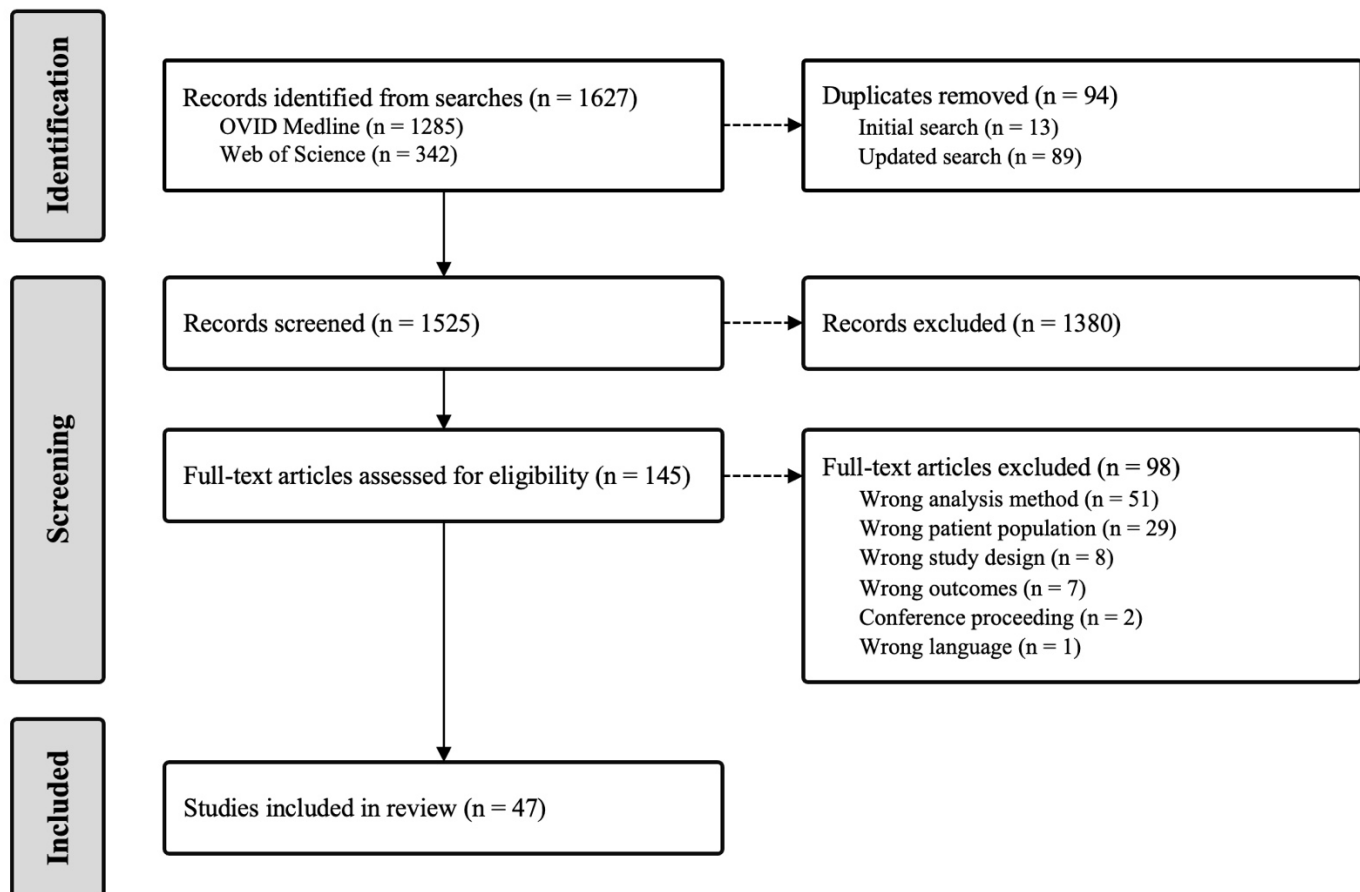 Identification
Records identified from searches (n = 1627)
OVID Medline (n = 1285)
Web of Science (n = 342)
Duplicates removed (n = 94)
Initial search (n = 13)
Updated search (n = 89)
Screening
Records screened (n = 1525)
Records excluded (n = 1380)
Full-text articles assessed for eligibility (n = 145)
Full-text articles excluded (n = 98)
Wrong analysis method (n = 51)
Wrong patient population (n = 29)
Wrong study design (n = 8)
Wrong outcomes (n = 7)
Conference proceeding (n = 2)
Wrong language (n = 1)
Included
Studies included in review (n = 47)